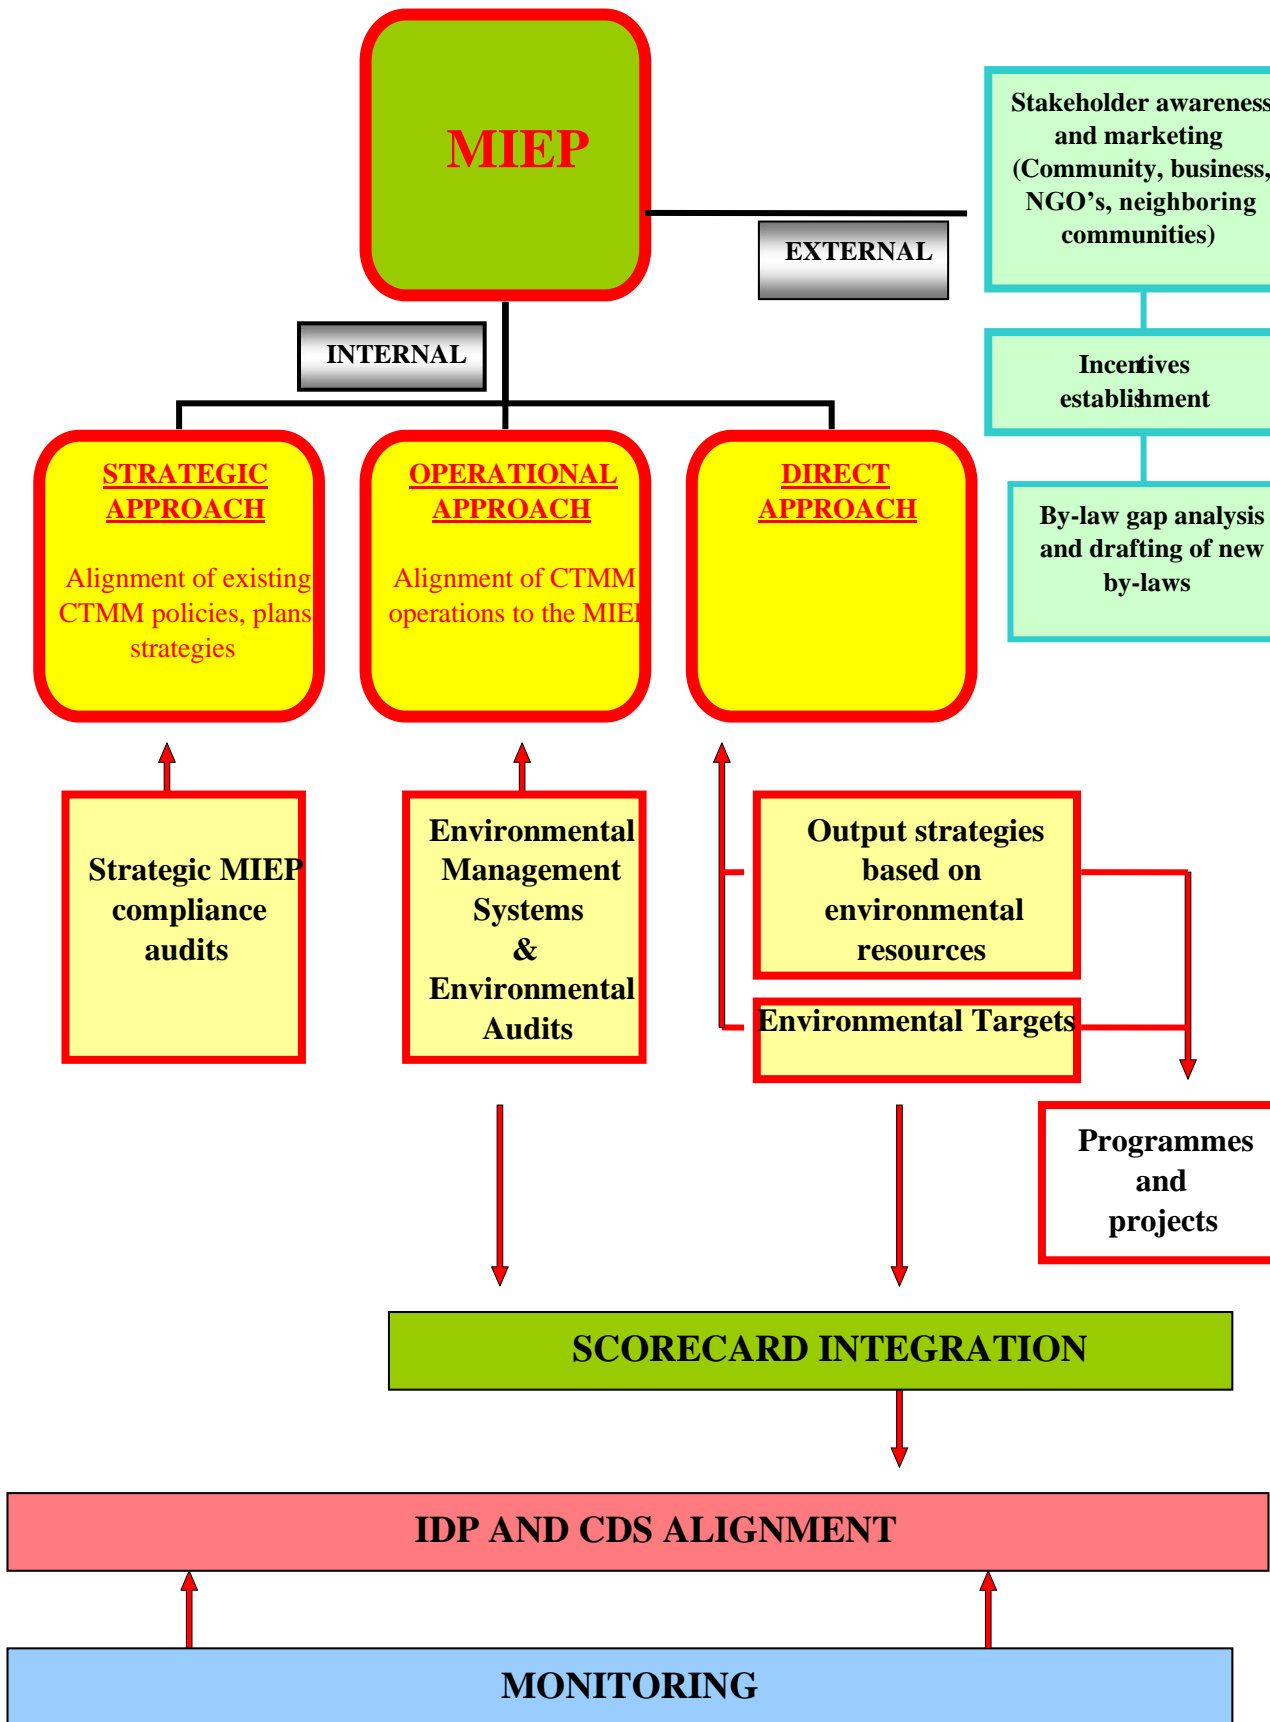 MIEP
Stakeholder awareness
and marketing
(Community, business,
NGO’s, neighboring
communities)
EXTERNAL
INTERNAL
Incentives
establishment
By-law gap analysis
and drafting of new
by-laws
STRATEGIC
APPROACH
Alignment of existing
CTMM policies, plans
strategies
OPERATIONAL
APPROACH
Alignment of CTMM
operations to the MIEP
DIRECT
APPROACH
Strategic MIEP
compliance
audits
Environmental
Management
Systems
&
Environmental
Audits
Output strategies
based on
environmental
resources
Environmental Targets
Programmes
and
projects
SCORECARD INTEGRATION
IDP AND CDS ALIGNMENT
MONITORING